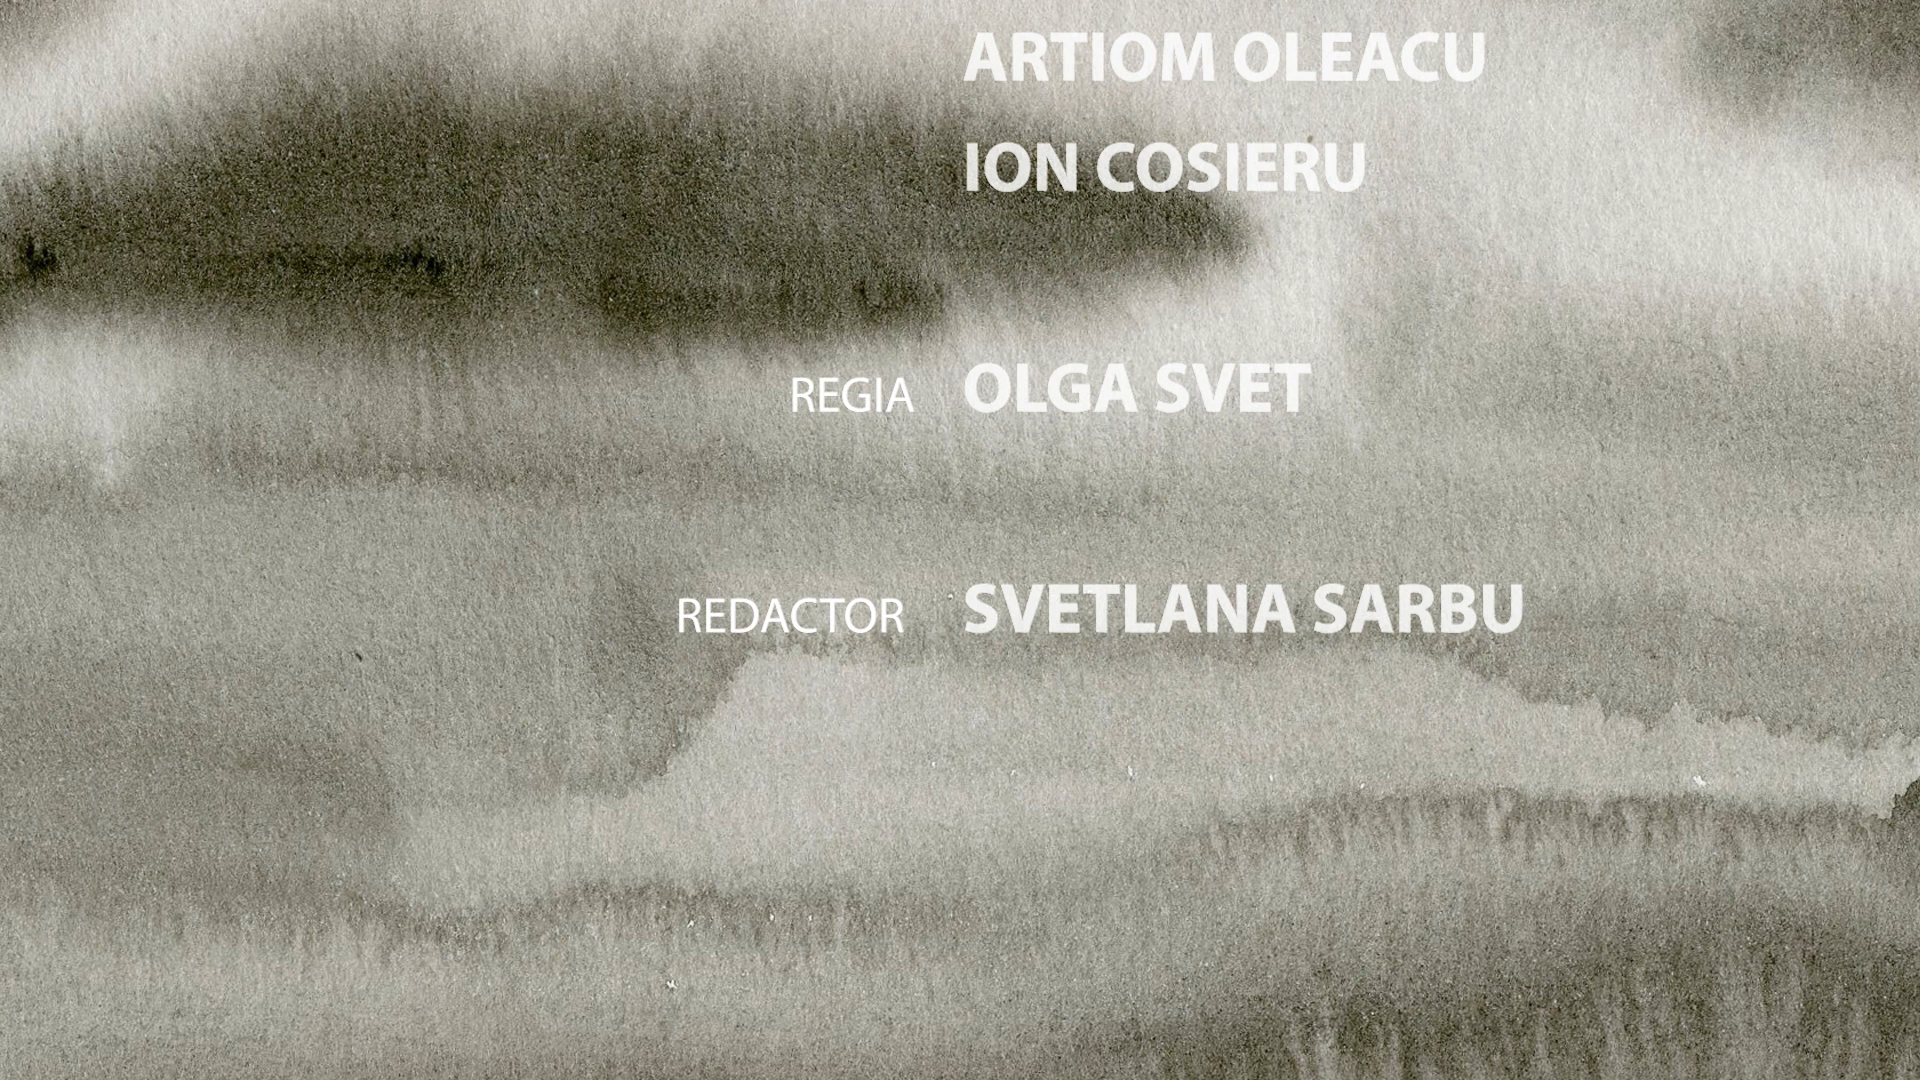 ARTIOM OLEACU
ION COSIERU
REGIA OLGA SVET
REDACTOR SVETLANA SARBU